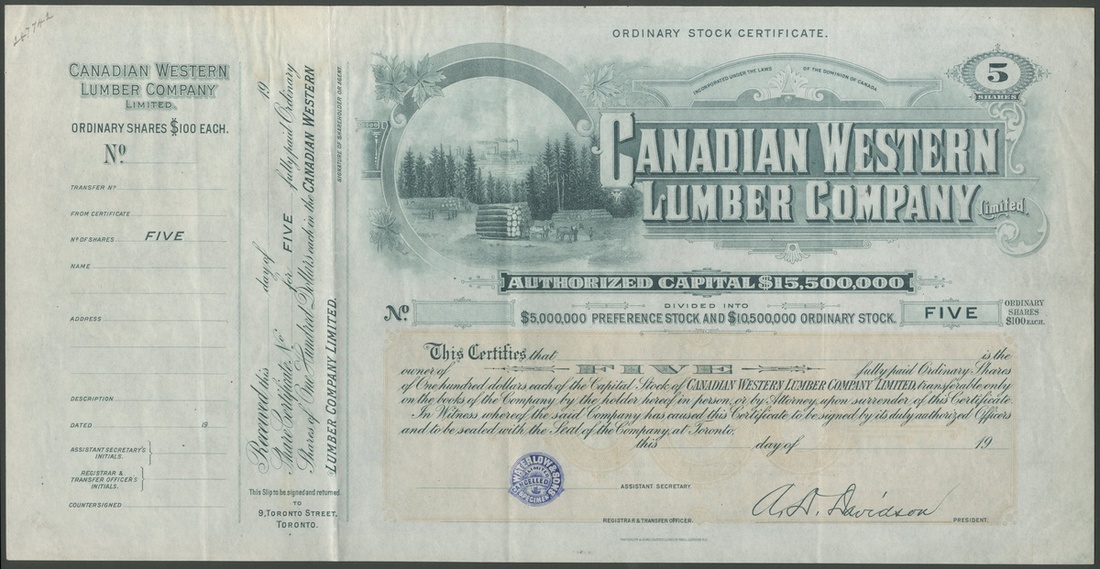 24742
CANADIAN WESTERN
LUMBER COMPANY
LIMITED.
ORDINARY SHARES $100 EACH.
No
TRANSFER No
FROM CERTIFICATE
No OF SHARES FIVE
NAME
ADDRESS
DESCRIPTION
DATED 19
ASSISTANT SECRETARY'S
INITIALS.
REGISTRAR &
TRANSFER OFFICER'S
INITIALS.
COUNTERSIGNED
Received this day of 19
Share Certificate No for FIVE fully paid Ordinary
Shares of One Hundred Dollars each in the CANADIAN WESTERN
LUMBER COMPANY LIMITED.
SIGNATURE OF SHAREHOLDER OR AGENT.
This Slip to be signed and returned
TO
9, TORONTO STREET,
TORONTO.
ORDINARY STOCK CERTIFICATE.
INCORPORATED UNDER THE LAWS OF THE DOMINION OF CANADA
5
SHARES
CANADIAN WESTERN
LUMBER COMPANY Limited.
AUTHORIZED CAPITAL $15,500,000
DIVIDED INTO
No $5,000,000 PREFERENCE STOCK AND $10,500,000 ORDINARY STOCK. FIVE ORDINARY
SHARES
$100 EACH.
This Certifies that is the
owner of FIVE fully paid Ordinary Shares
of One hundred dollars each, of the Capital Stock of CANADIAN WESTERN LUMBER COMPANY LIMITED, transferable only
on the books of the Company by the holder hereof in person, or by Attorney, upon surrender of this Certificate.
In Witness whereof, the said Company has caused this Certificate to be signed by its duly authorized Officers
and to be sealed with the Seal of the Company, at Toronto,
this day of 19
WATERLOW & SONS
LIMITED
CANCELLED
SPECIMEN
ASSISTANT SECRETARY
A. D. Davidson
REGISTRAR & TRANSFER OFFICER.
PRESIDENT.